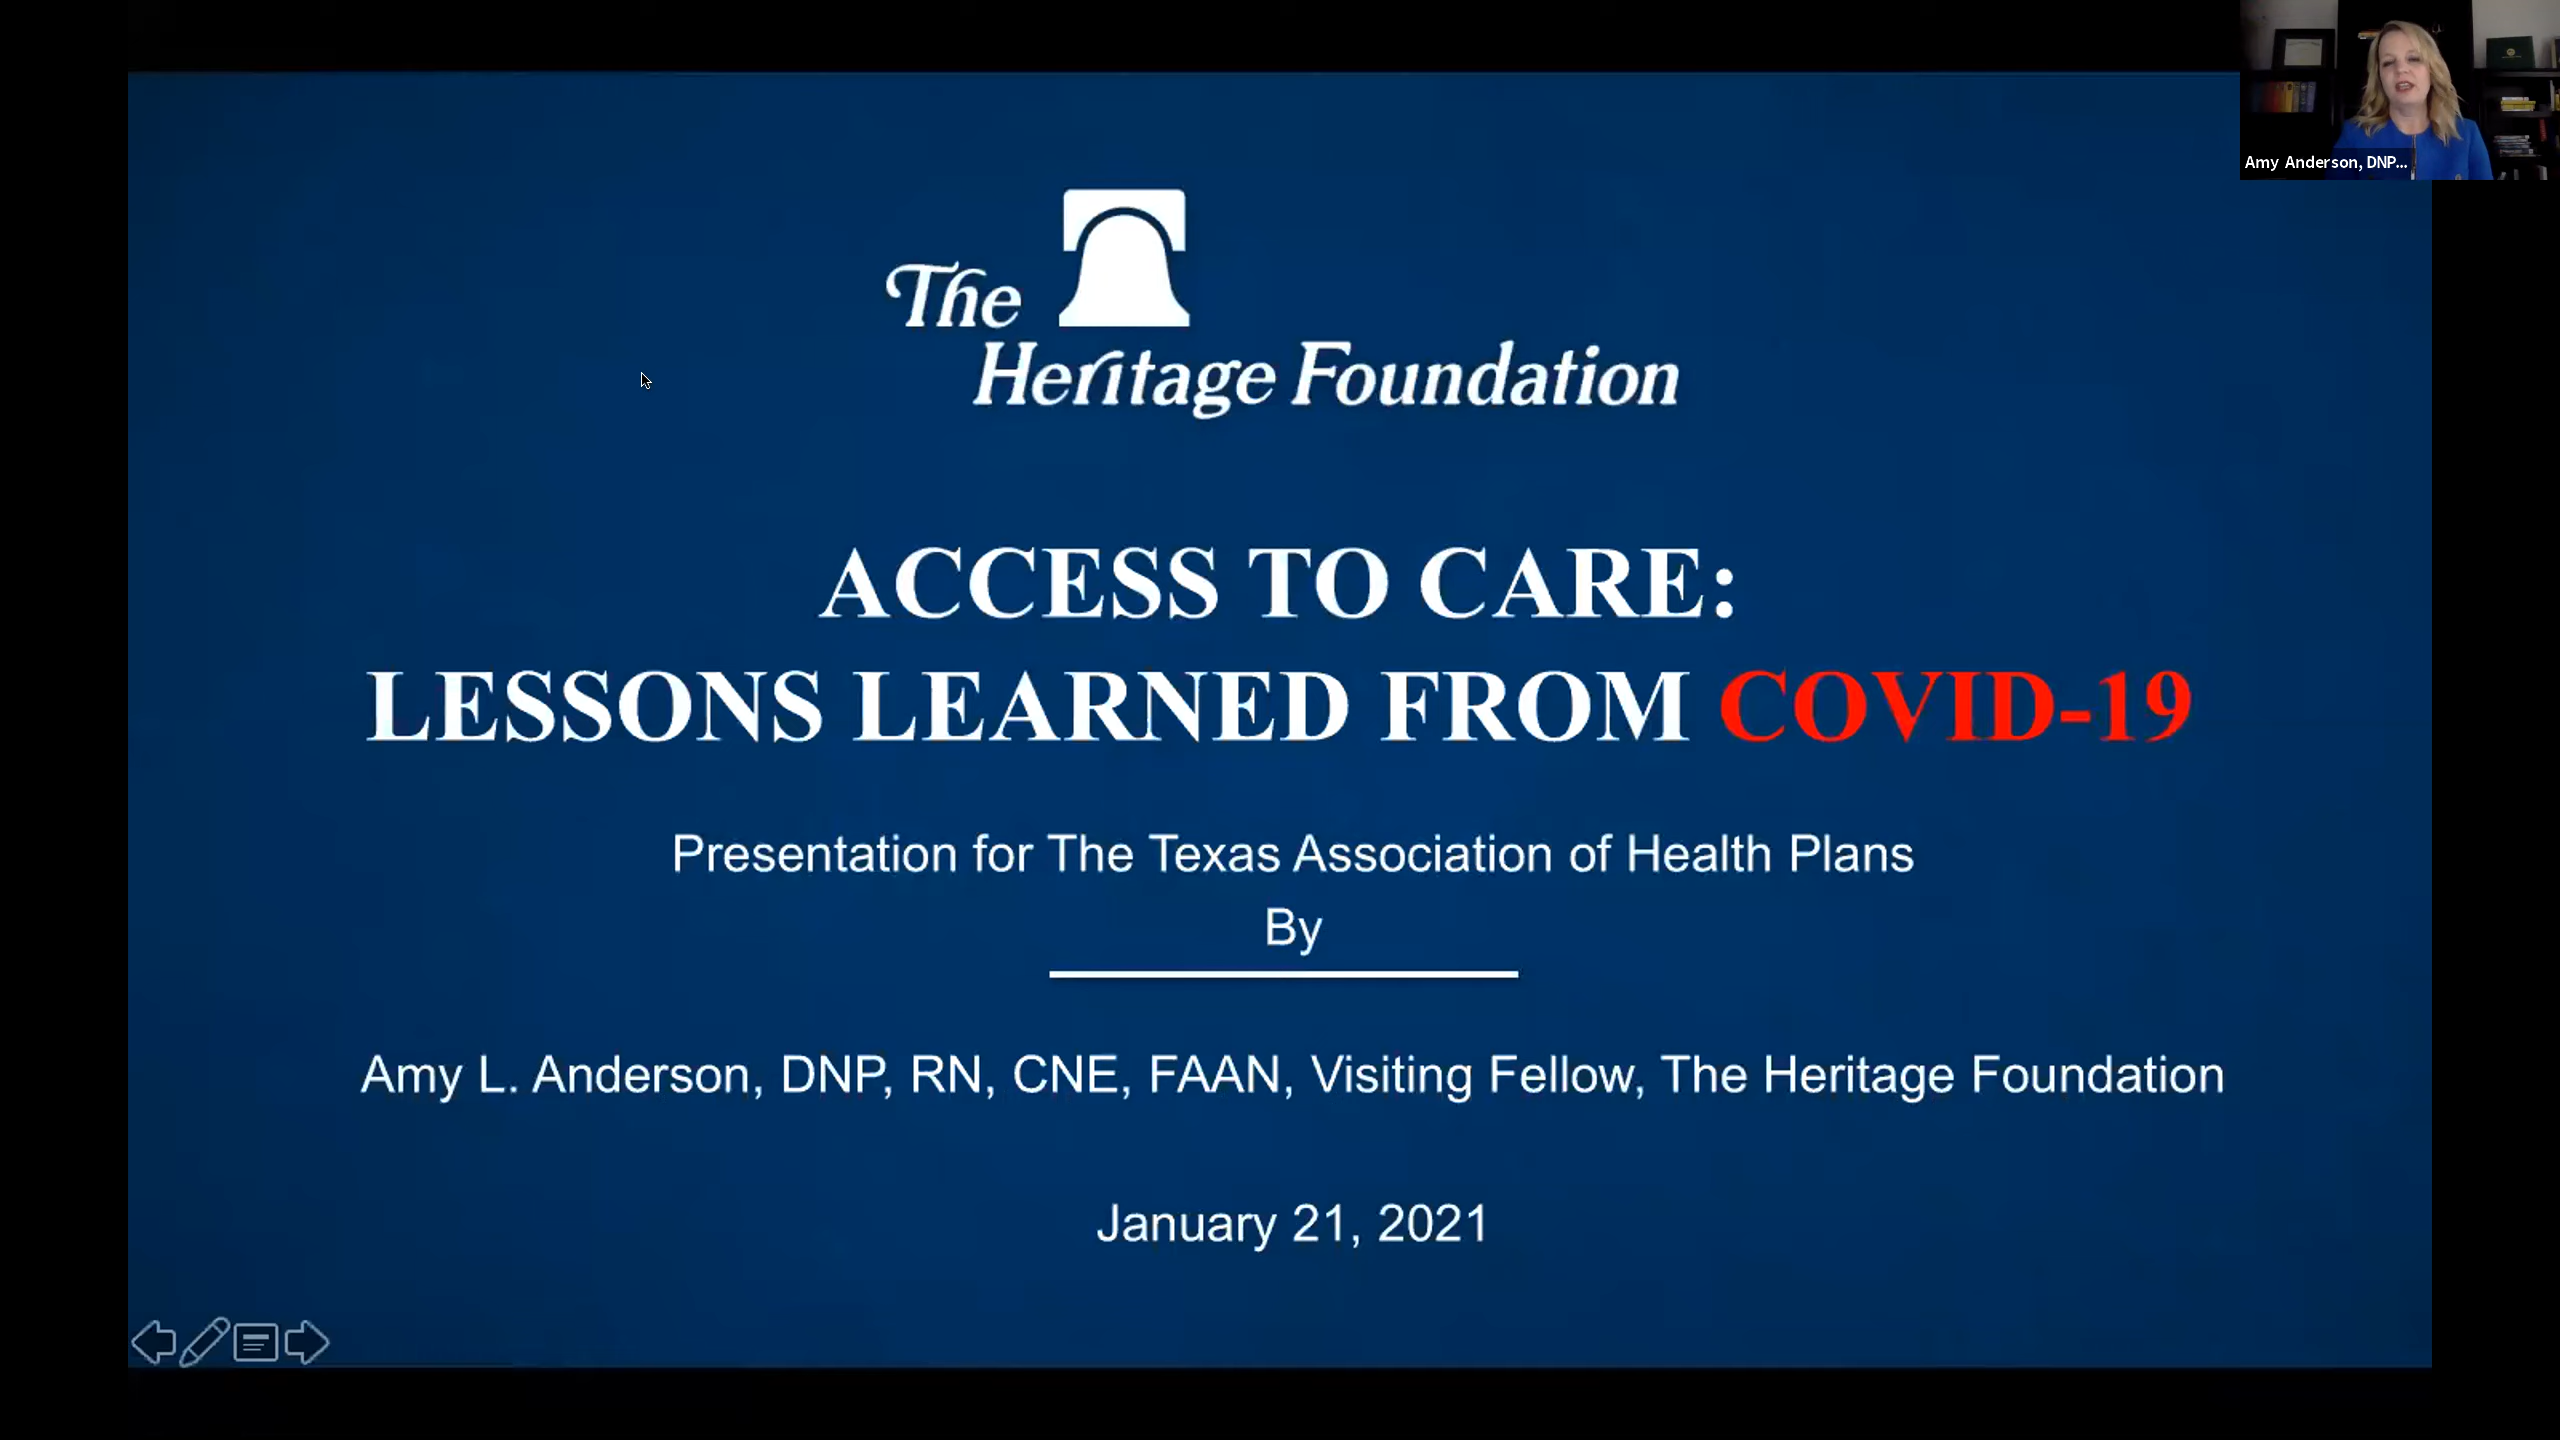 Amy Anderson, DNP...
The
Heritage Foundation
ACCESS TO CARE:
LESSONS LEARNED FROM COVID-19
Presentation for The Texas Association of Health Plans
By
Amy L. Anderson, DNP, RN, CNE, FAAN, Visiting Fellow, The Heritage Foundation
January 21, 2021